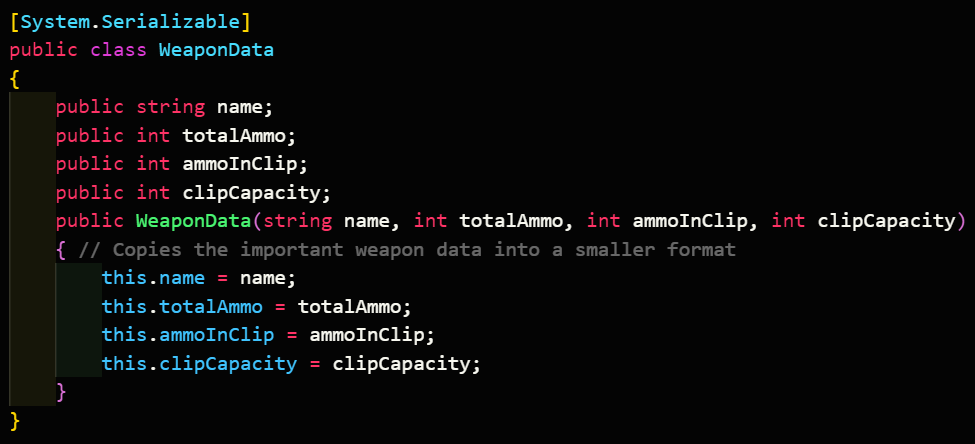 [System.Serializable]
public class WeaponData
{
    public string name;
    public int totalAmmo;
    public int ammoInClip;
    public int clipCapacity;
    public WeaponData(string name, int totalAmmo, int ammoInClip, int clipCapacity)
    { // Copies the important weapon data into a smaller format
        this.name = name;
        this.totalAmmo = totalAmmo;
        this.ammoInClip = ammoInClip;
        this.clipCapacity = clipCapacity;
    }
}